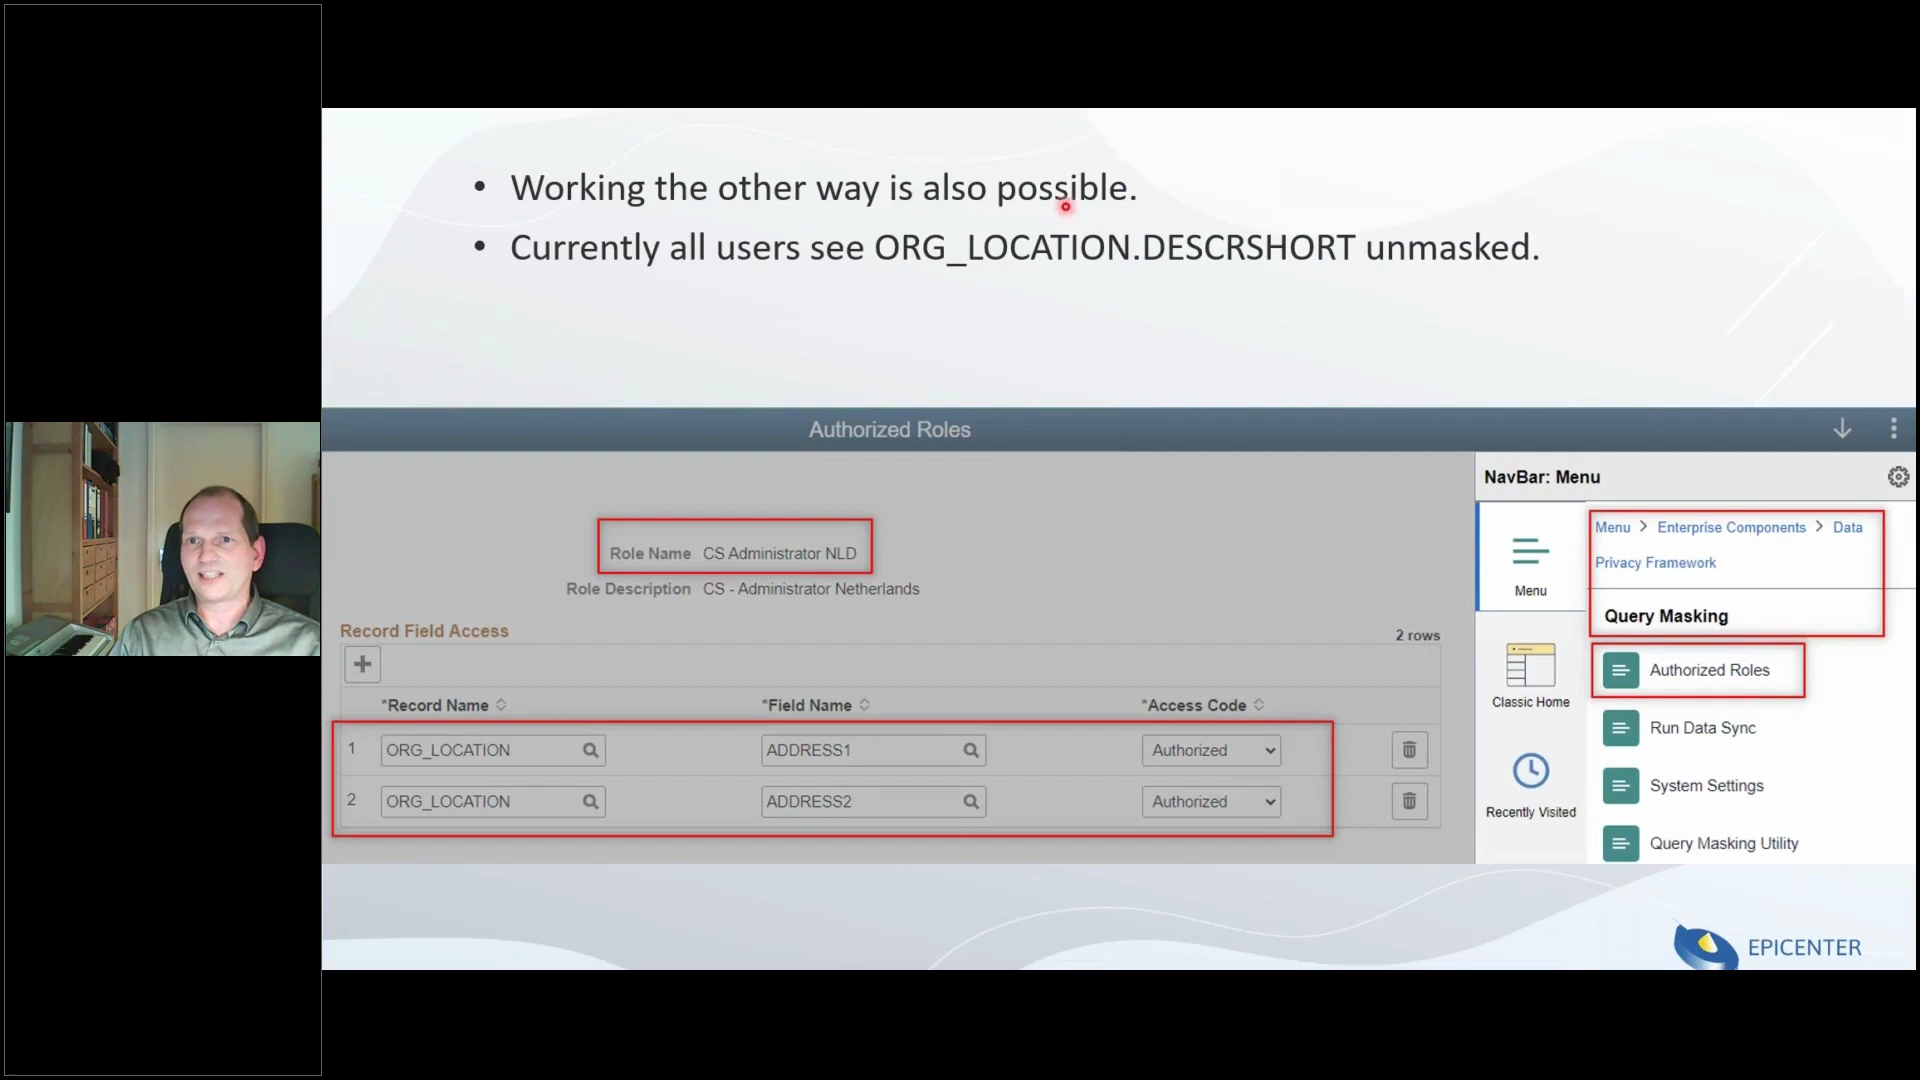 • Working the other way is also possible.
• Currently all users see ORG_LOCATION.DESCRSHORT unmasked.
Authorized Roles
Role Name CS Administrator NLD
Role Description CS - Administrator Netherlands
Record Field Access
2 rows
*Record Name *Field Name *Access Code
1 ORG_LOCATION ADDRESS1 Authorized
2 ORG_LOCATION ADDRESS2 Authorized
NavBar: Menu
Menu
Classic Home
Recently Visited
Menu > Enterprise Components > Data
Privacy Framework
Query Masking
Authorized Roles
Run Data Sync
System Settings
Query Masking Utility
EPICENTER